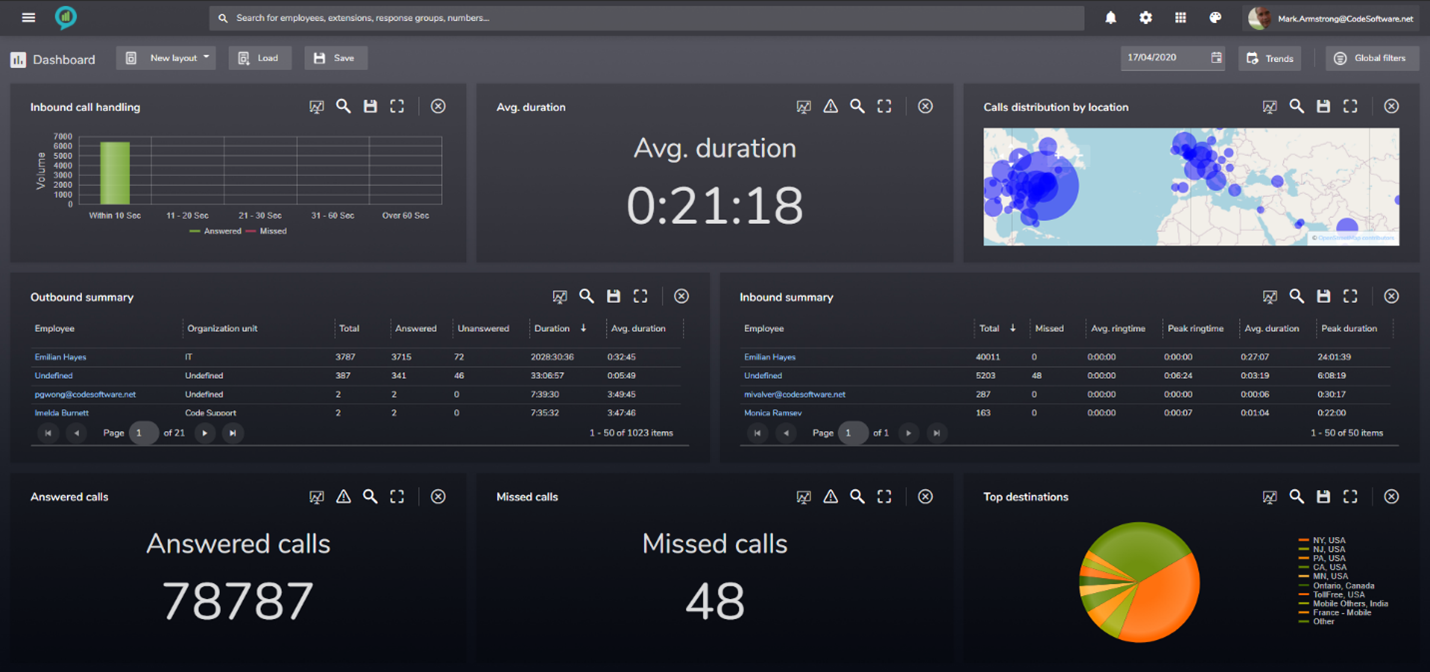 Search for employees, extensions, response groups, numbers...
Mark.Armstrong@CodeSoftware.net
Dashboard
New layout
Load
Save
17/04/2020
Trends
Global filters
Inbound call handling
Volume
7000
6000
5000
4000
3000
2000
1000
0
Within 10 Sec 11 - 20 Sec 21 - 30 Sec 31 - 60 Sec Over 60 Sec
Answered Missed
Avg. duration
Avg. duration
0:21:18
Calls distribution by location
© OpenStreetMap contributors
Outbound summary
Employee Organization unit Total Answered Unanswered Duration Avg. duration
Emilian Hayes IT 3787 3715 72 2028:30:36 0:32:45
Undefined Undefined 387 341 46 33:06:57 0:05:49
pgwong@codesoftware.net Undefined 2 2 0 7:39:30 3:49:45
Imelda Burnett Code Support 2 2 0 7:35:32 3:47:46
Page 1 of 21
1 - 50 of 1023 items
Inbound summary
Employee Total Missed Avg. ringtime Peak ringtime Avg. duration Peak duration
Emilian Hayes 40011 0 0:00:00 0:00:00 0:27:07 24:01:39
Undefined 5203 48 0:00:00 0:06:24 0:03:19 6:08:19
mivalver@codesoftware.net 287 0 0:00:00 0:00:00 0:00:06 0:30:17
Monica Ramsey 163 0 0:00:00 0:00:07 0:01:04 0:22:00
Page 1 of 1
1 - 50 of 50 items
Answered calls
Answered calls
78787
Missed calls
Missed calls
48
Top destinations
NY, USA
NJ, USA
PA, USA
CA, USA
MN, USA
Ontario, Canada
TollFree, USA
Mobile Others, India
France - Mobile
Other